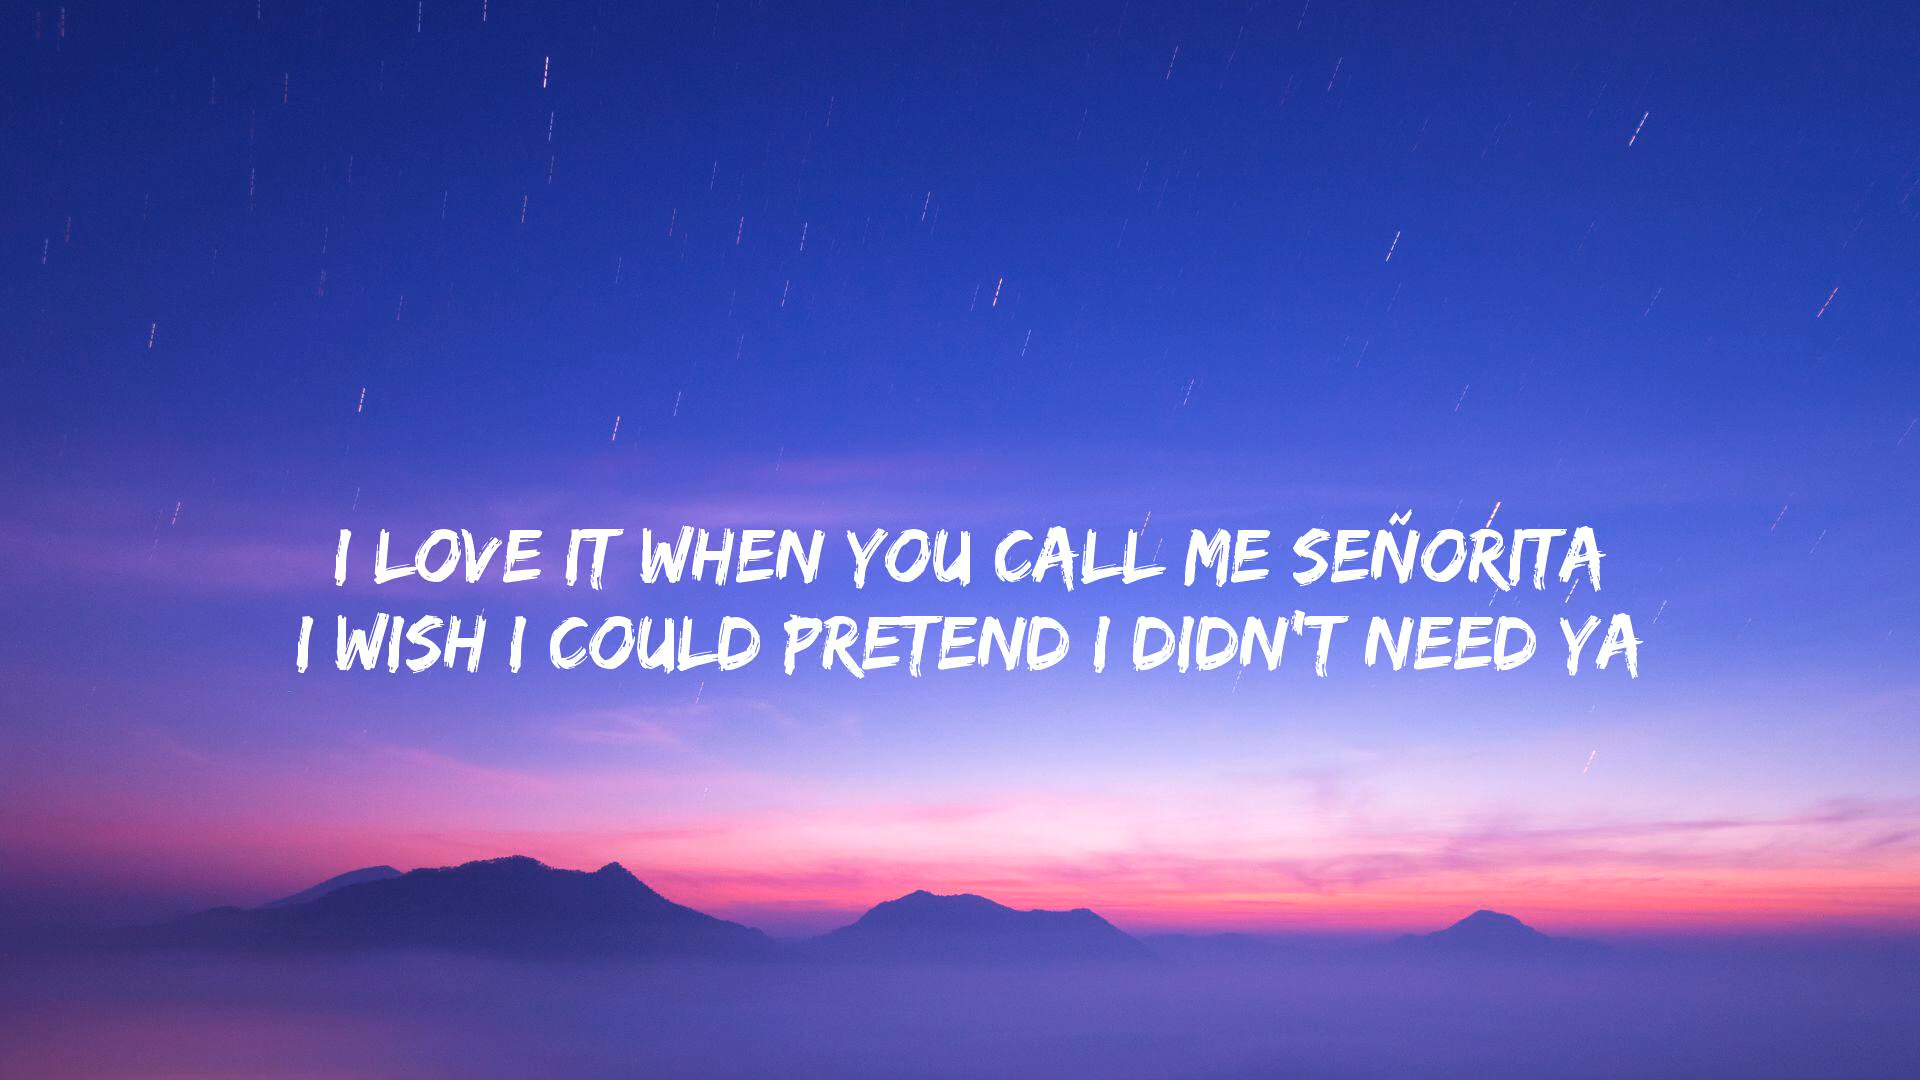 I LOVE IT WHEN YOU CALL ME SEÑORITA
I WISH I COULD PRETEND I DIDN'T NEED YA